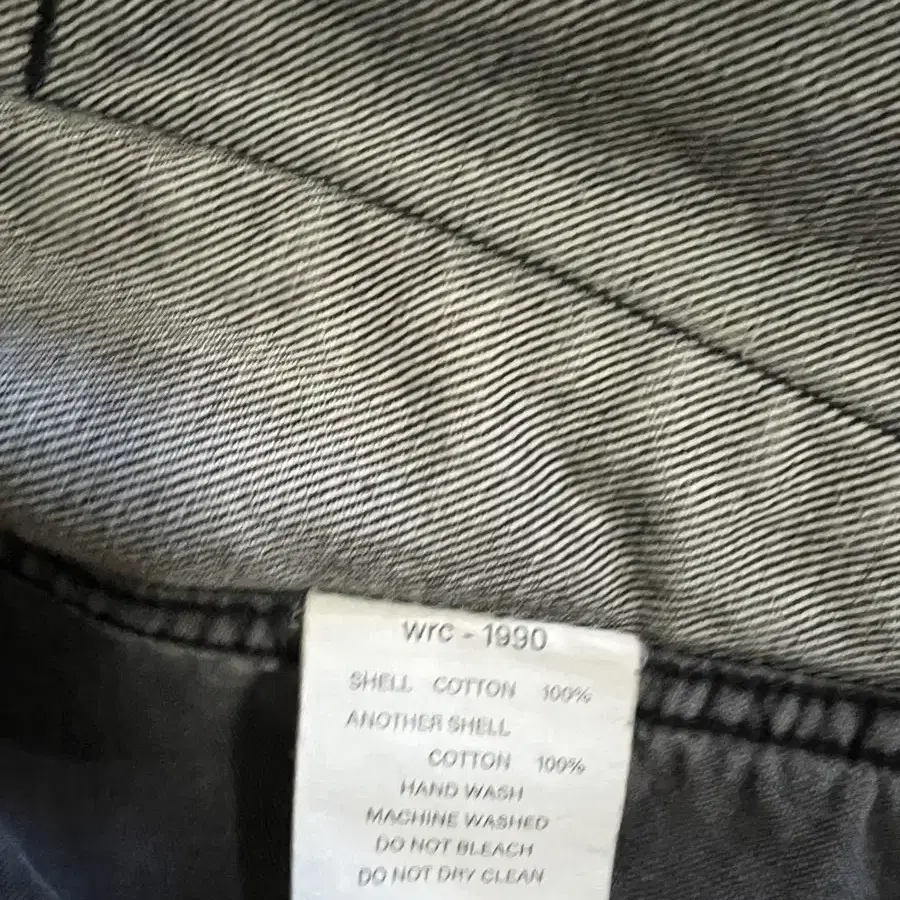 wrc - 1990
SHELL COTTON 100%
ANOTHER SHELL
COTTON 100%
HAND WASH
MACHINE WASHED
DO NOT BLEACH
DO NOT DRY CLEAN